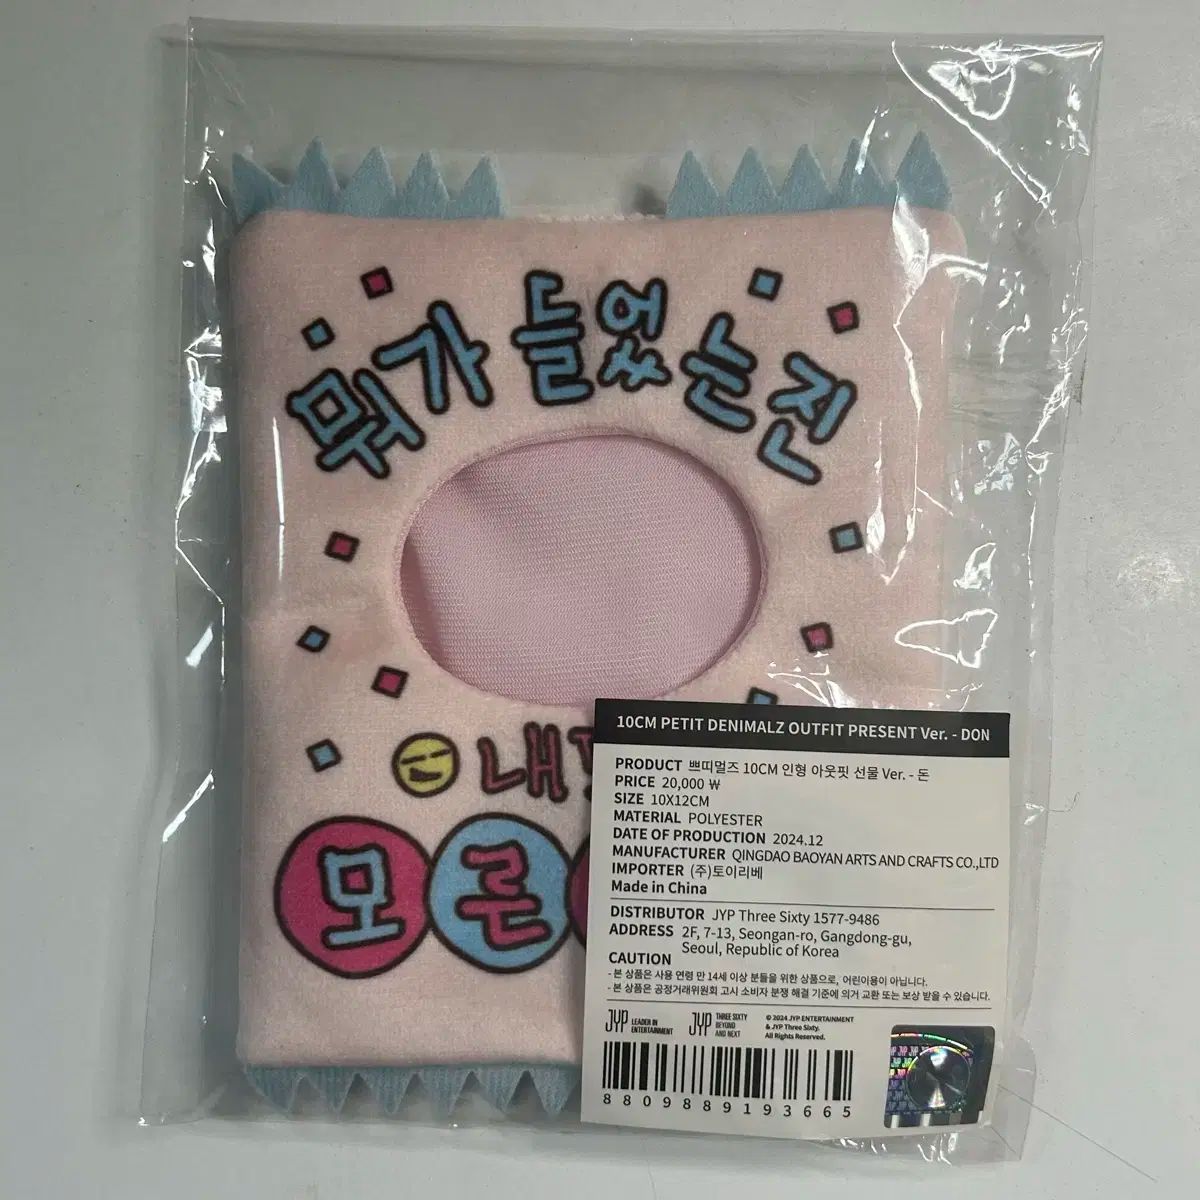 뭐가 들었는진
내
모른
10CM PETIT DENIMALZ OUTFIT PRESENT Ver. - DON
PRODUCT 쁘띠멀즈 10CM 인형 아웃핏 선물 Ver. - 돈
PRICE 20,000 ₩
SIZE 10X12CM
MATERIAL POLYESTER
DATE OF PRODUCTION 2024.12
MANUFACTURER QINGDAO BAOYAN ARTS AND CRAFTS CO.,LTD
IMPORTER (주)토이리베
Made in China
DISTRIBUTOR JYP Three Sixty 1577-9486
ADDRESS 2F, 7-13, Seongan-ro, Gangdong-gu,
Seoul, Republic of Korea
CAUTION
- 본 상품은 사용 연령 만 14세 이상 분들을 위한 상품으로, 어린이용이 아닙니다.
- 본 상품은 공정거래위원회 고시 소비자 분쟁 해결 기준에 의거 교환 또는 보상 받을 수 있습니다.
JYP LEADER IN
ENTERTAINMENT
JYP THREE SIXTY
BEYOND
AND NEXT
© 2024 JYP ENTERTAINMENT
& JYP Three Sixty.
All Rights Reserved.
8809889193665